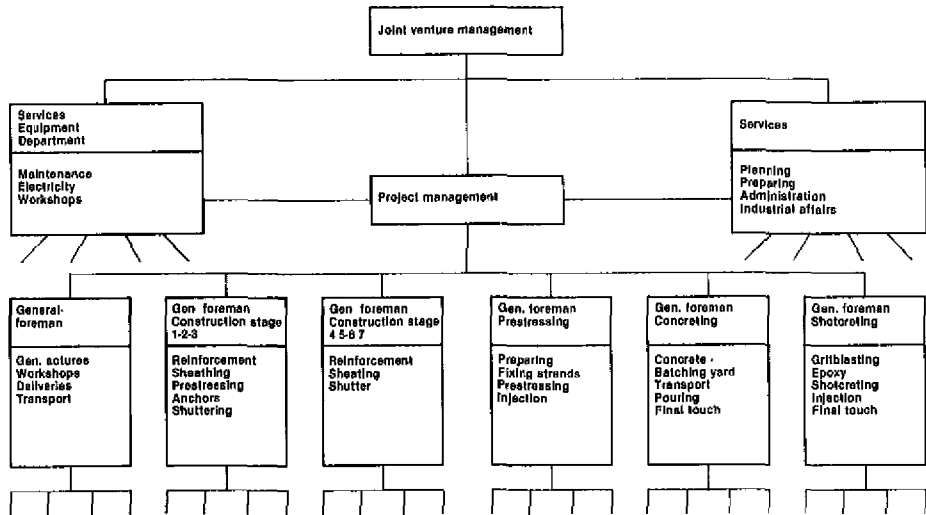 Joint venture management
Services
Equipment
Department
Maintenance
Electricity
Workshops
Services
Planning
Preparing
Administration
Industrial affairs
Project management
General-
foreman
Gen. actures
Workshops
Deliveries
Transport
Gen. foreman
Construction stage
1-2-3
Reinforcement
Sheathing
Prestressing
Anchors
Shuttering
Gen. foreman
Construction stage
4 5-6 7
Reinforcement
Sheating
Shutter
Gen. foreman
Prestressing
Preparing
Fixing strands
Prestressing
Injection
Gen. foreman
Concreting
Concrete -
Batching yard
Transport
Pouring
Final touch
Gen. foreman
Shotcreting
Gritblasting
Epoxy
Shotcreting
Injection
Final touch